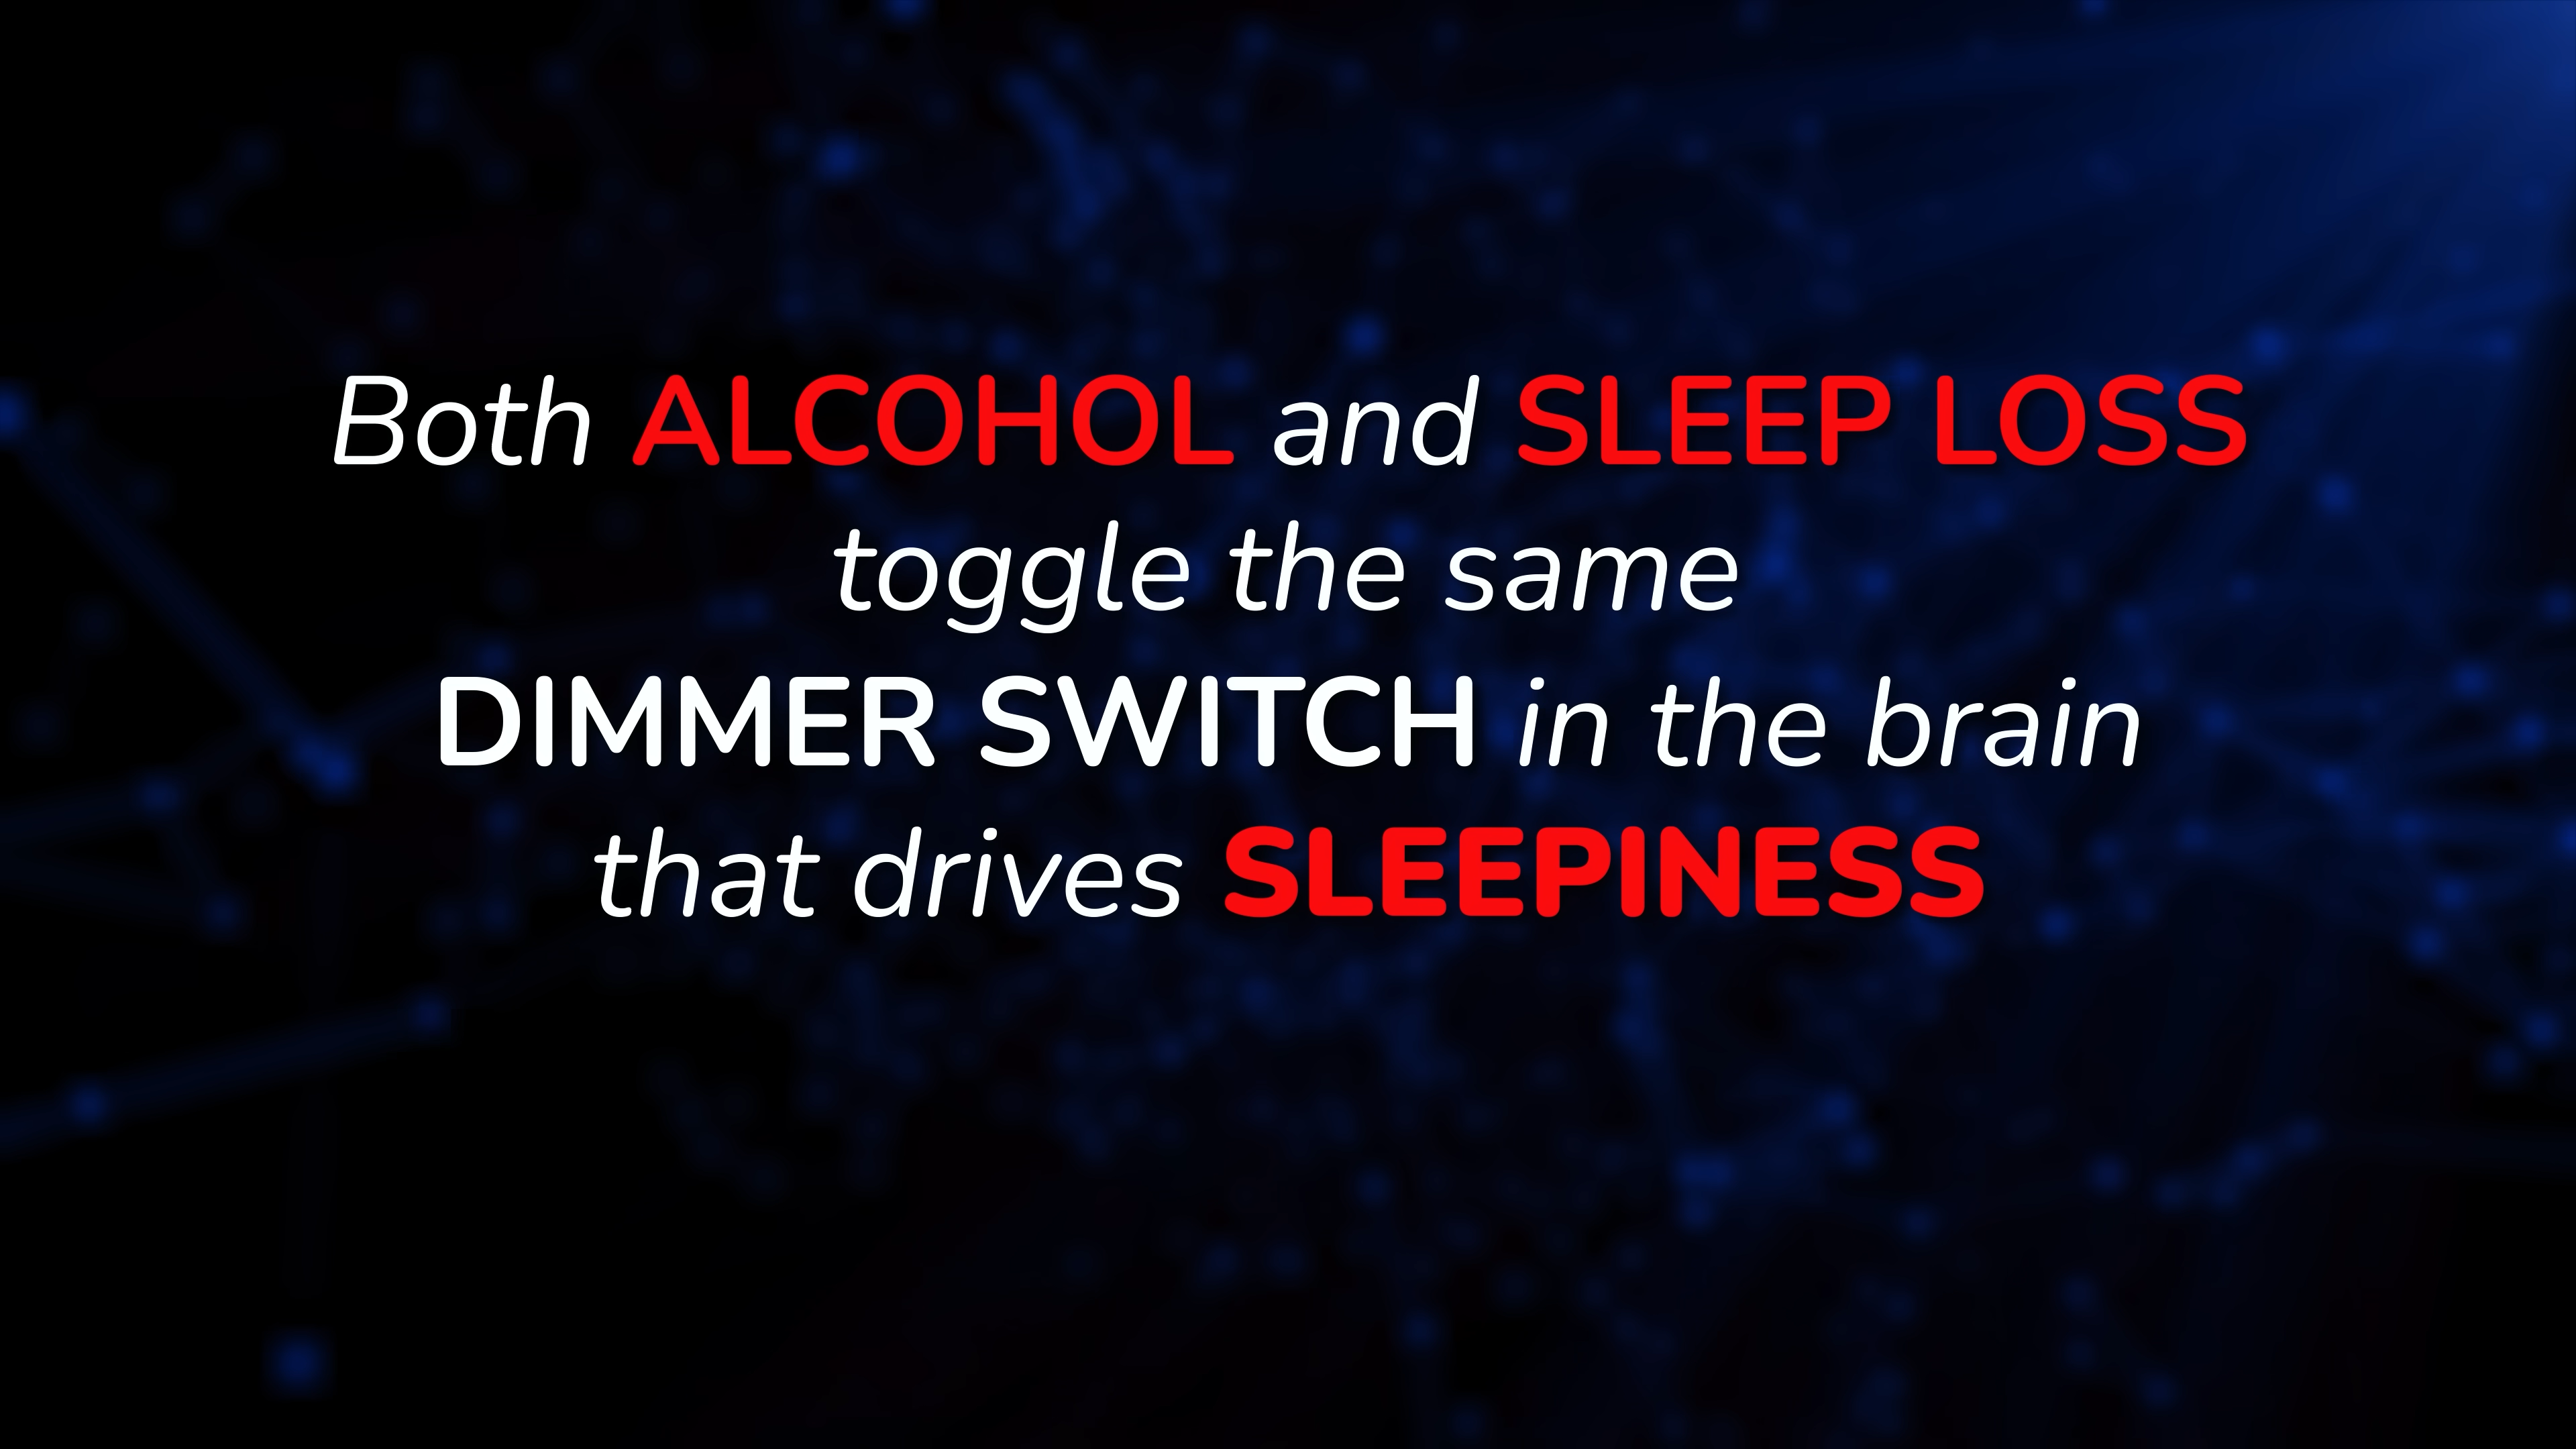 Both ALCOHOL and SLEEP LOSS
toggle the same
DIMMER SWITCH in the brain
that drives SLEEPINESS